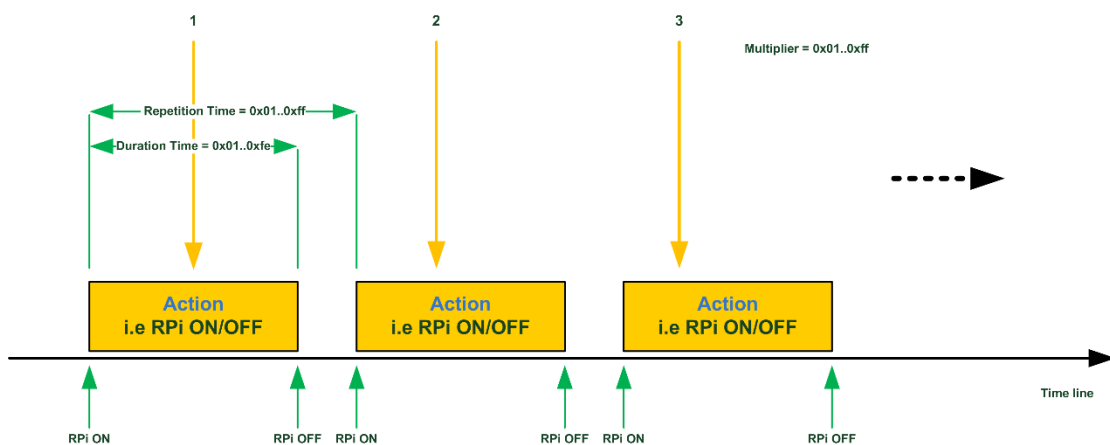 1
2
3
Multiplier = 0x01..0xff
Repetition Time = 0x01..0xff
Duration Time = 0x01..0xfe
Action
i.e RPi ON/OFF
Action
i.e RPi ON/OFF
Action
i.e RPi ON/OFF
Time line
RPi ON
RPi OFF
RPi ON
RPi OFF
RPi ON
RPi OFF